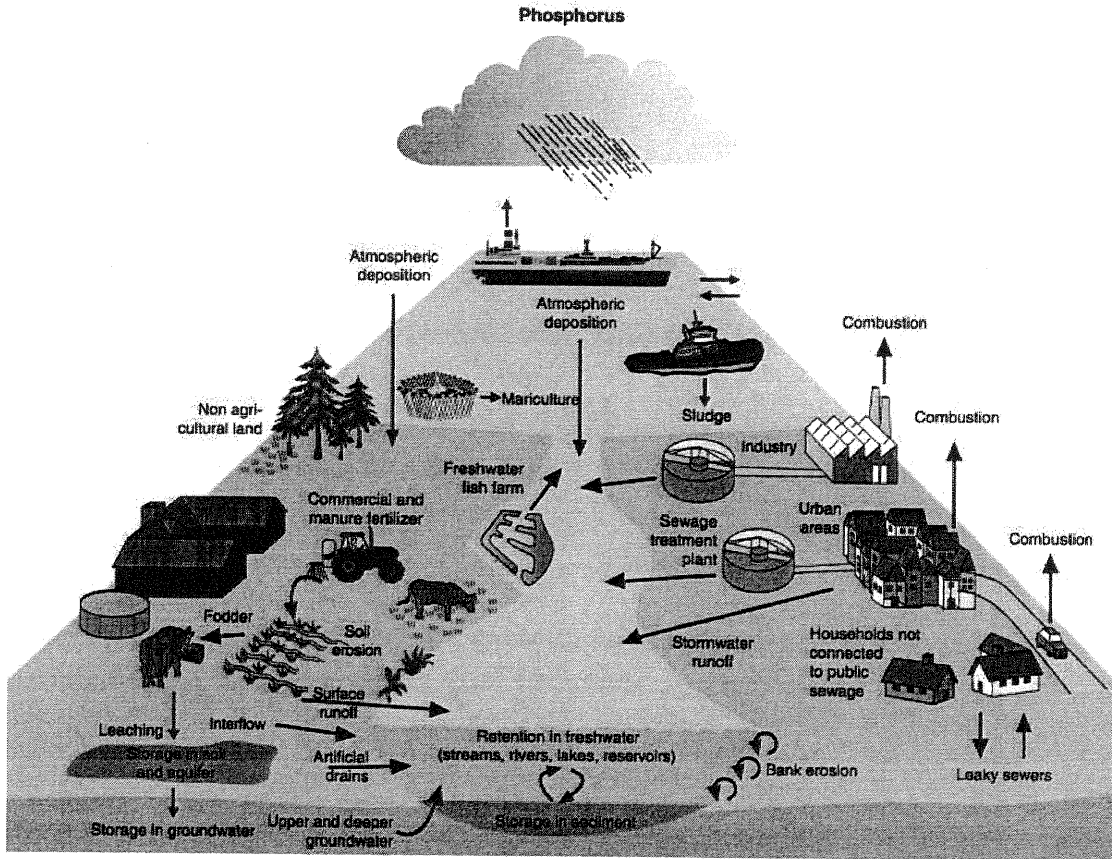 Phosphorus
Atmospheric
deposition
Atmospheric
deposition
Combustion
Non agri-
cultural land
Mariculture
Sludge
Combustion
Industry
Freshwater
fish farm
Commercial and
manure fertilizer
Urban
areas
Sewage
treatment
plant
Combustion
Fodder
Soil
erosion
Stormwater
runoff
Households not
connected
to public
sewage
Surface
runoff
Leaching
Interflow
Retention in freshwater
(streams, rivers, lakes, reservoirs)
Storage in soil
and aquifer
Artificial
drains
Bank erosion
Leaky sewers
Storage in groundwater
Upper and deeper
groundwater
Storage in sediment